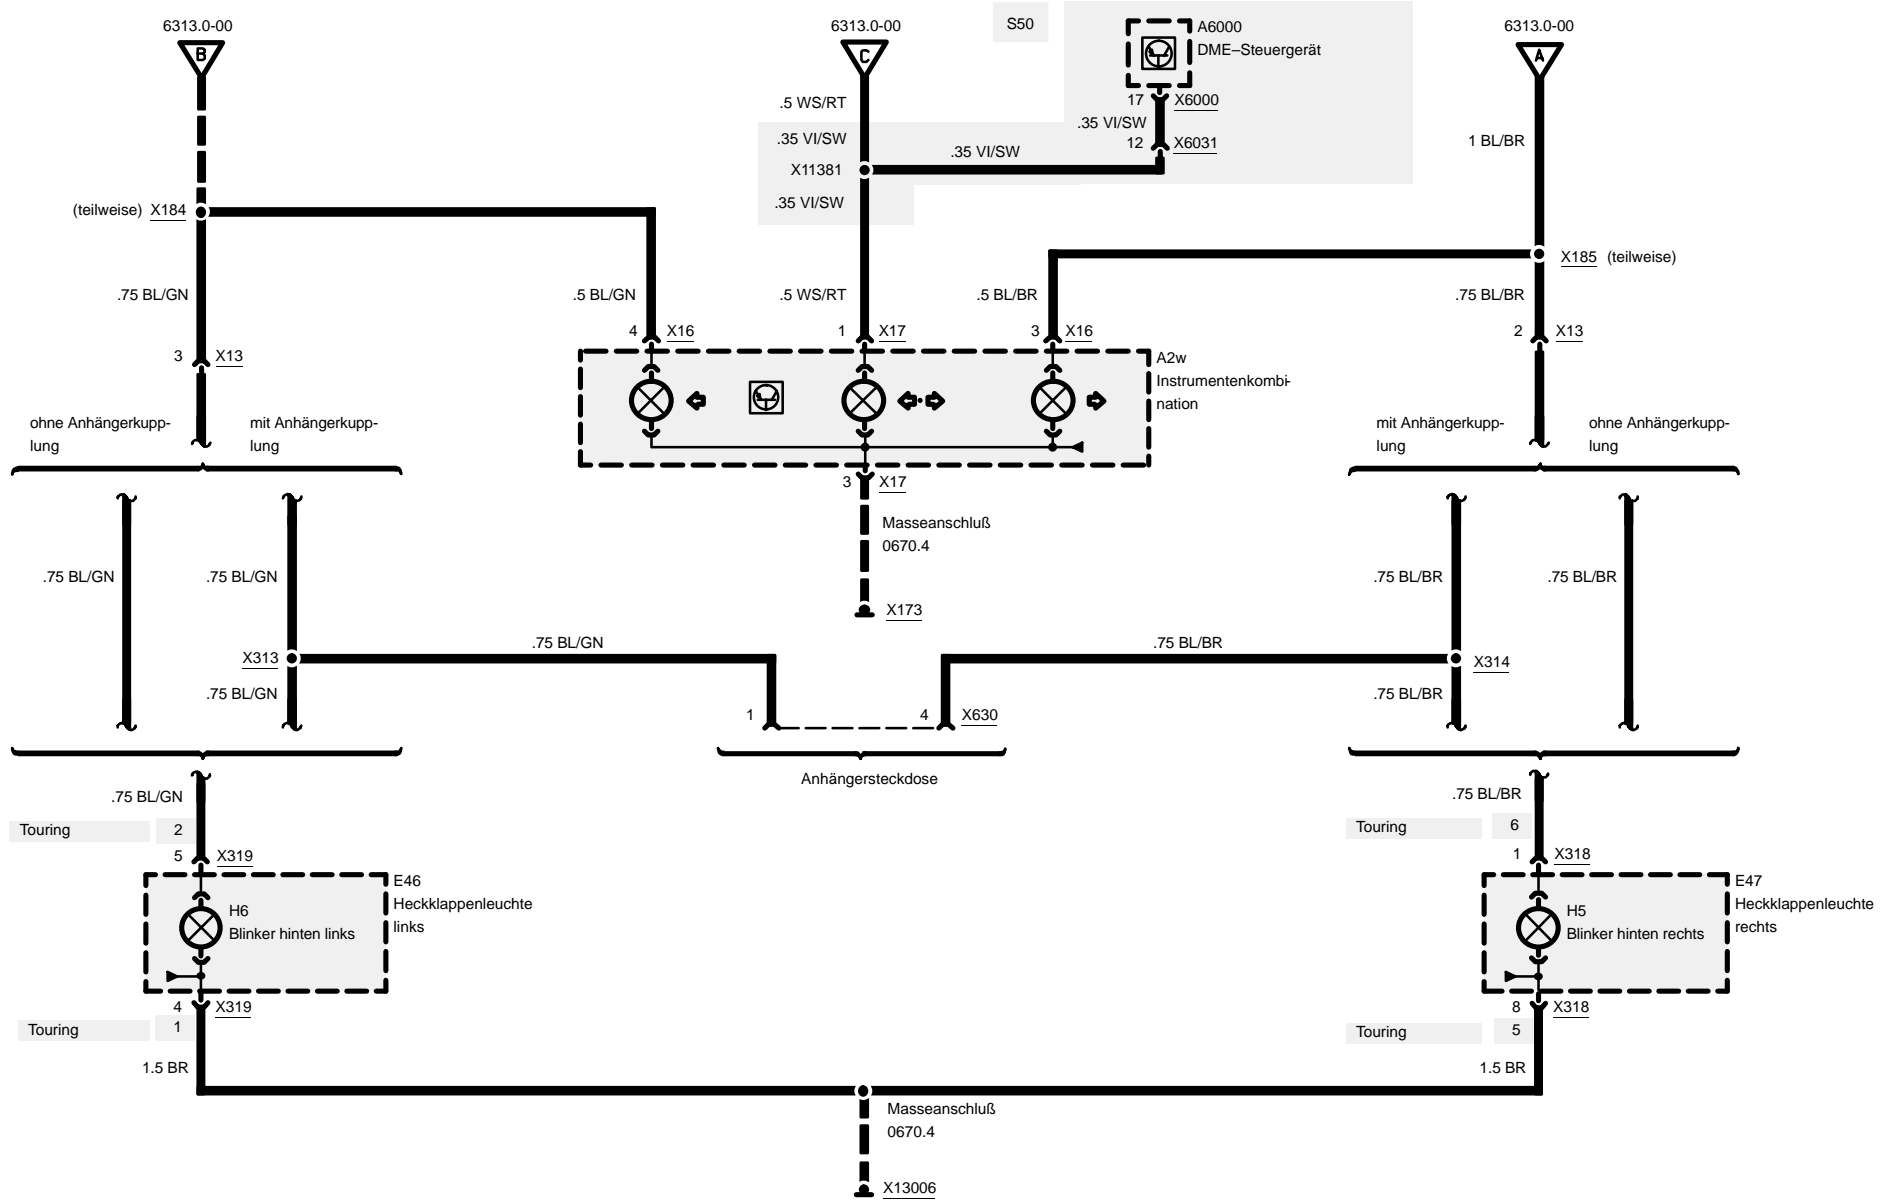 6313.0-00
B
6313.0-00
C
S50
A6000
DME–Steuergerät
6313.0-00
A
.5 WS/RT
17 X6000
.35 VI/SW
12 X6031
.35 VI/SW
.35 VI/SW
X11381
.35 VI/SW
1 BL/BR
(teilweise) X184
X185 (teilweise)
.75 BL/GN
.5 BL/GN
.5 WS/RT
.5 BL/BR
.75 BL/BR
4 X16
1 X17
3 X16
2 X13
3 X13
A2w
Instrumentenkombi-
nation
ohne Anhängerkupp-
lung
mit Anhängerkupp-
lung
mit Anhängerkupp-
lung
ohne Anhängerkupp-
lung
3 X17
Masseanschluß
0670.4
X173
.75 BL/GN
.75 BL/GN
.75 BL/BR
.75 BL/BR
X313
.75 BL/GN
.75 BL/BR
X314
.75 BL/GN
.75 BL/BR
1
4 X630
Anhängersteckdose
.75 BL/GN
.75 BL/BR
Touring 2
Touring 6
5 X319
1 X318
E46
Heckklappenleuchte
links
H6
Blinker hinten links
E47
Heckklappenleuchte
rechts
H5
Blinker hinten rechts
4 X319
8 X318
Touring 1
Touring 5
1.5 BR
1.5 BR
Masseanschluß
0670.4
X13006